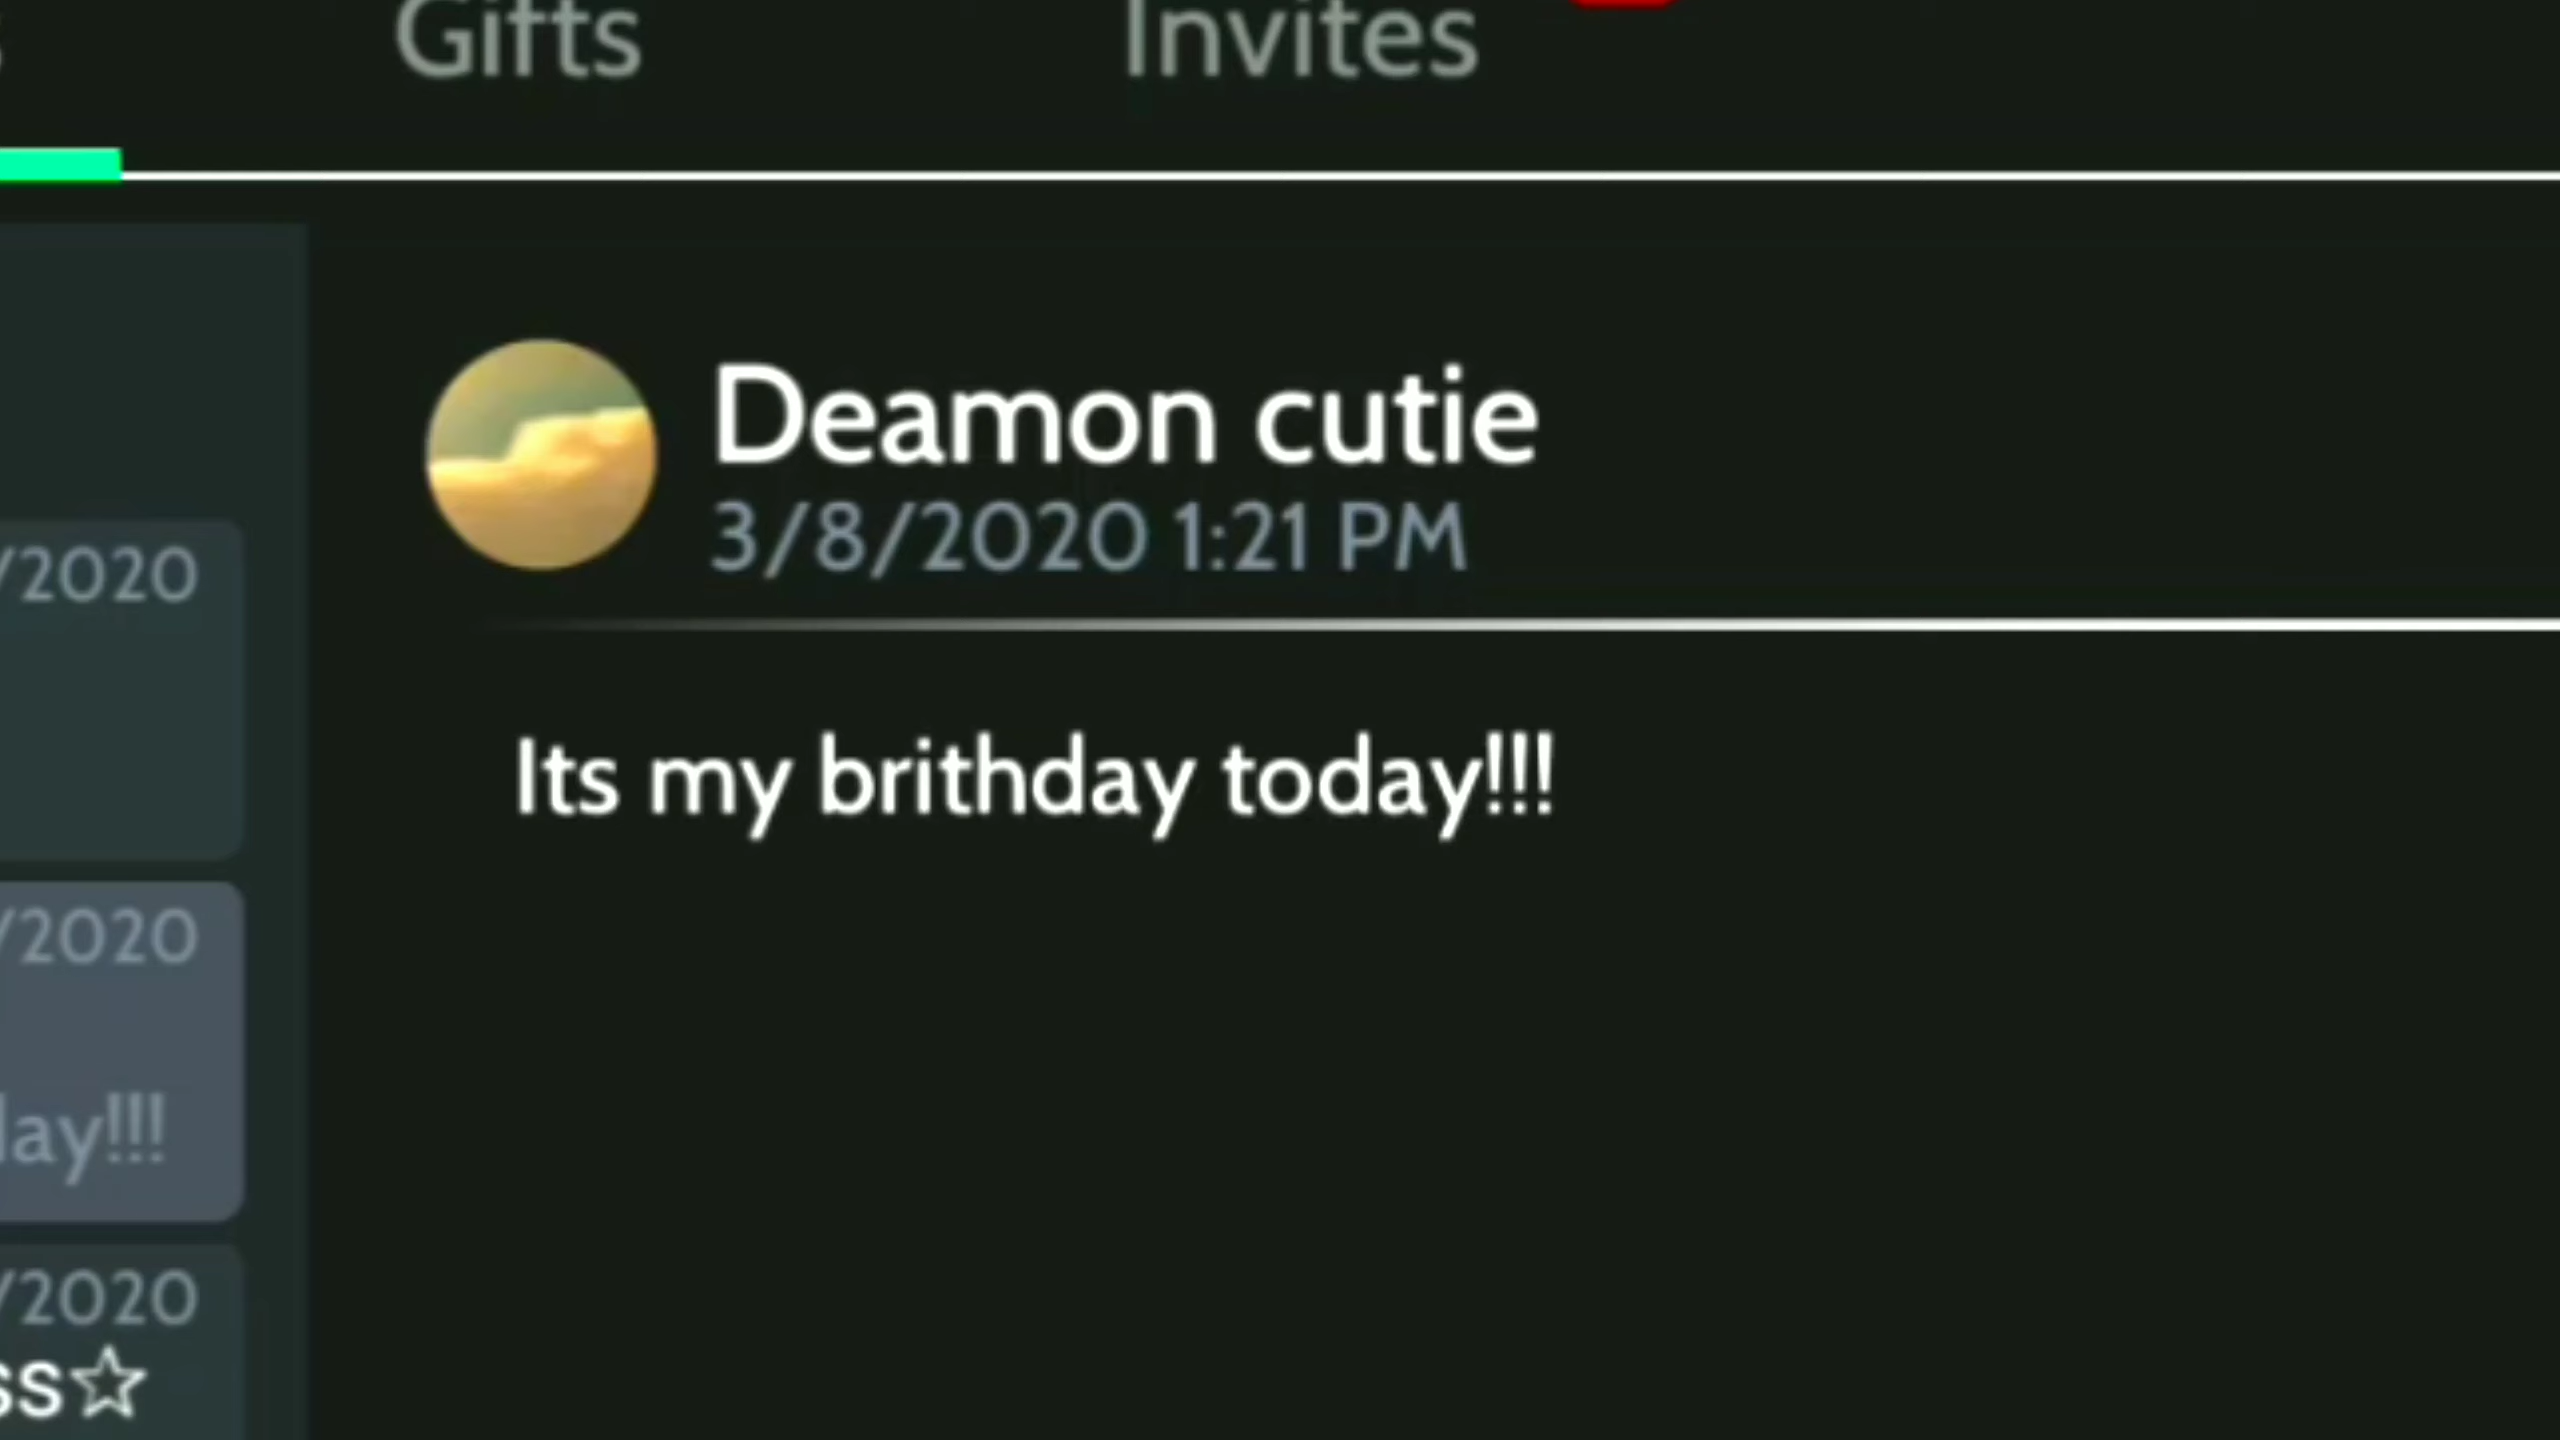 Gifts
Invites
Deamon cutie
3/8/2020 1:21 PM
Its my brithday today!!!
/2020
/2020
lay!!!
/2020
ss☆